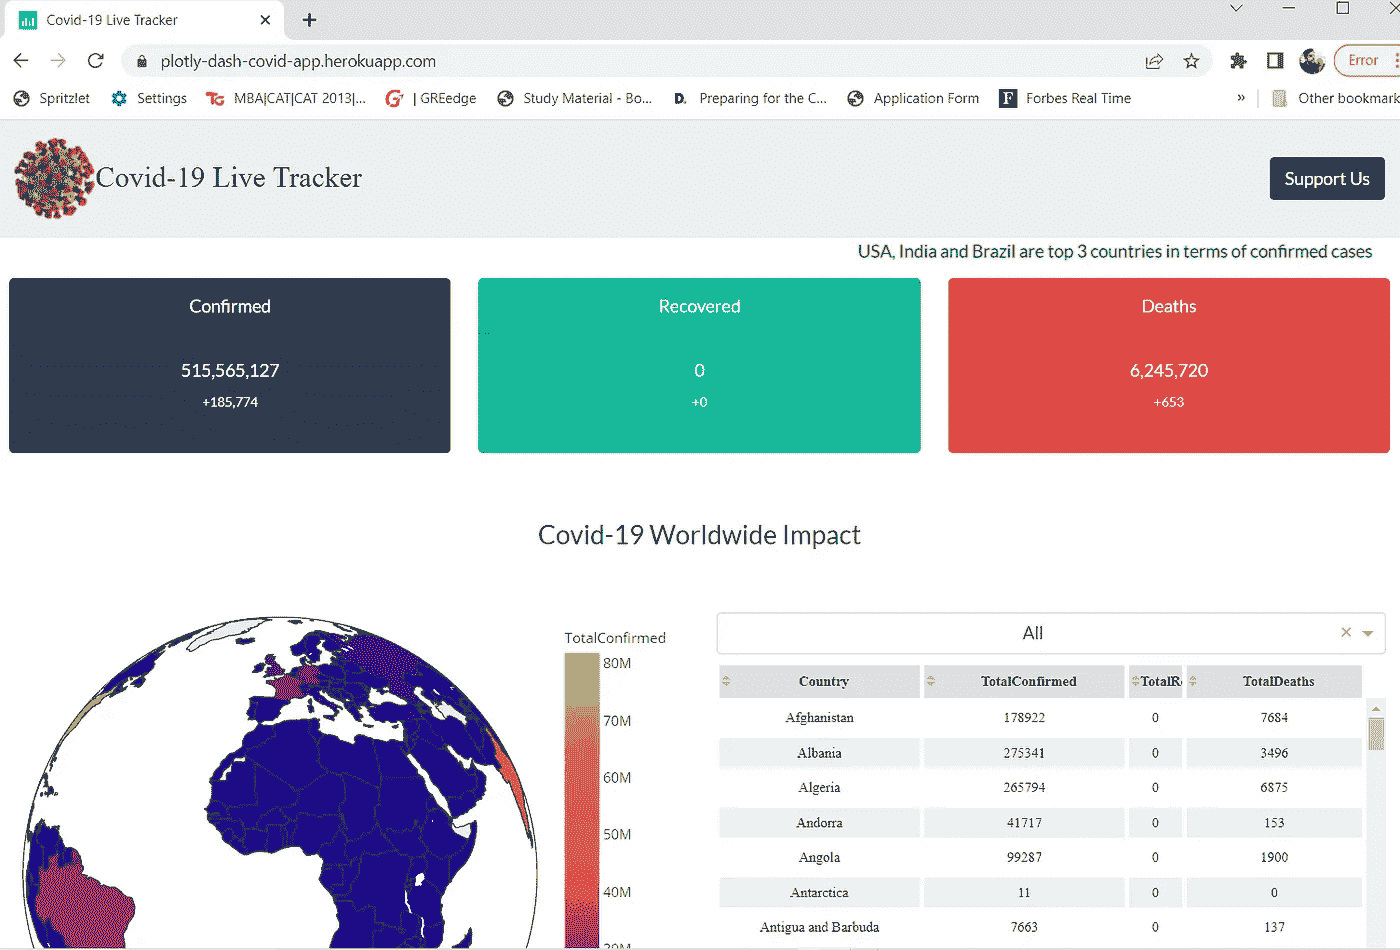 Covid-19 Live Tracker
plotly-dash-covid-app.herokuapp.com
Error
Spritzlet Settings MBA|CAT|CAT 2013|... | GREedge Study Material - Bo... D. Preparing for the C... Application Form F Forbes Real Time » Other bookmark
Covid-19 Live Tracker
Support Us
USA, India and Brazil are top 3 countries in terms of confirmed cases
Confirmed Recovered Deaths
515,565,127 0 6,245,720
+185,774 +0 +653
Covid-19 Worldwide Impact
TotalConfirmed
80M
70M
60M
50M
40M
All
Country TotalConfirmed TotalR TotalDeaths
Afghanistan 178922 0 7684
Albania 275341 0 3496
Algeria 265794 0 6875
Andorra 41717 0 153
Angola 99287 0 1900
Antarctica 11 0 0
Antigua and Barbuda 7663 0 137